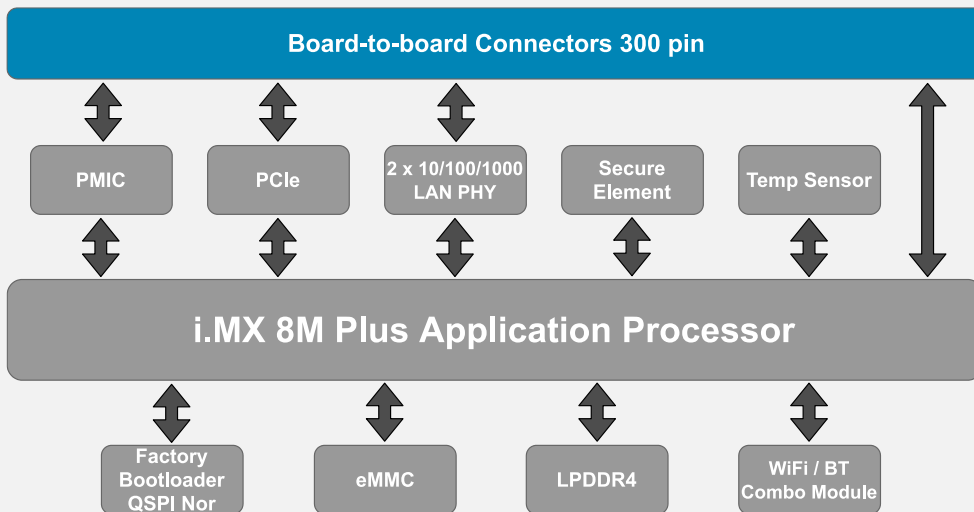 Board-to-board Connectors 300 pin
PMIC
PCIe
2 x 10/100/1000
LAN PHY
Secure
Element
Temp Sensor
i.MX 8M Plus Application Processor
Factory
Bootloader
QSPI Nor
eMMC
LPDDR4
WiFi / BT
Combo Module